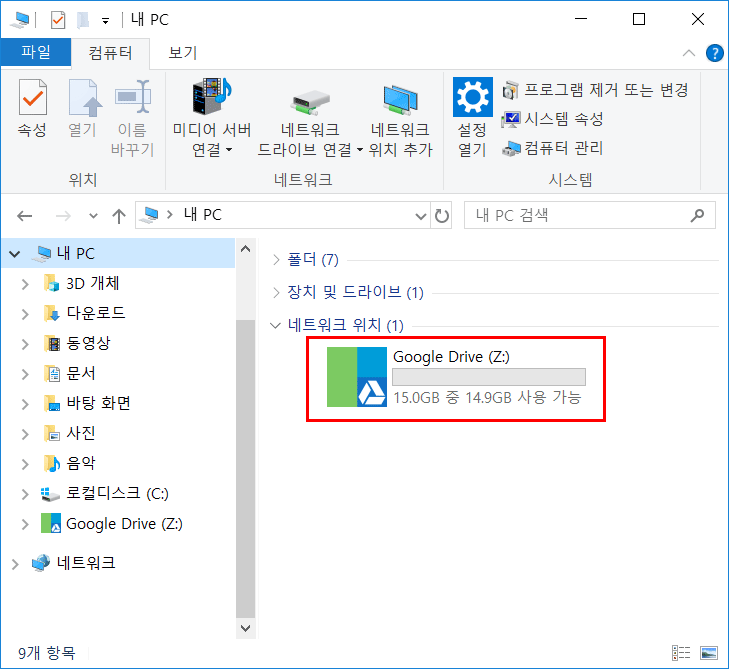 내 PC
파일
컴퓨터
보기
속성
열기
이름
바꾸기
위치
미디어 서버
연결
네트워크
드라이브 연결
네트워크
위치 추가
네트워크
설정
열기
프로그램 제거 또는 변경
시스템 속성
컴퓨터 관리
시스템
내 PC
내 PC 검색
내 PC
3D 개체
다운로드
동영상
문서
바탕 화면
사진
음악
로컬디스크 (C:)
Google Drive (Z:)
네트워크
폴더 (7)
장치 및 드라이브 (1)
네트워크 위치 (1)
Google Drive (Z:)
15.0GB 중 14.9GB 사용 가능
9개 항목